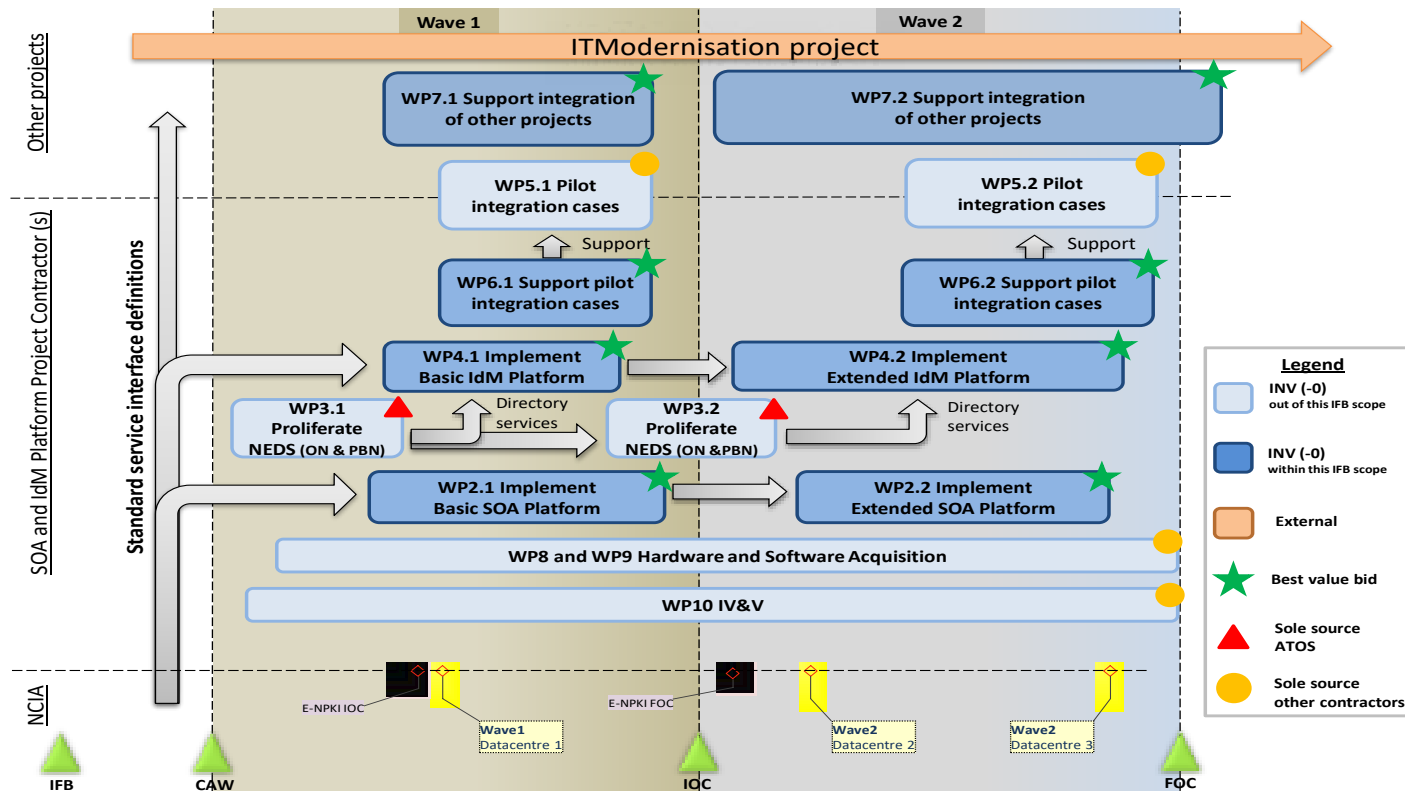 Wave 1
Wave 2
ITModernisation project
Other projects
WP7.1 Support integration
of other projects
WP7.2 Support integration
of other projects
WP5.1 Pilot
integration cases
WP5.2 Pilot
integration cases
SOA and IdM Platform Project Contractor (s)
Standard service interface definitions
Support
Support
WP6.1 Support pilot
integration cases
WP6.2 Support pilot
integration cases
WP4.1 Implement
Basic IdM Platform
WP4.2 Implement
Extended IdM Platform
WP3.1
Proliferate
NEDS (ON & PBN)
Directory
services
WP3.2
Proliferate
NEDS (ON &PBN)
Directory
services
WP2.1 Implement
Basic SOA Platform
WP2.2 Implement
Extended SOA Platform
WP8 and WP9 Hardware and Software Acquisition
WP10 IV&V
NCIA
E-NPKI IOC
E-NPKI FOC
Wave1
Datacentre 1
Wave2
Datacentre 2
Wave2
Datacentre 3
IFB
CAW
IOC
FOC
Legend
INV (-0)
out of this IFB scope
INV (-0)
within this IFB scope
External
Best value bid
Sole source
ATOS
Sole source
other contractors